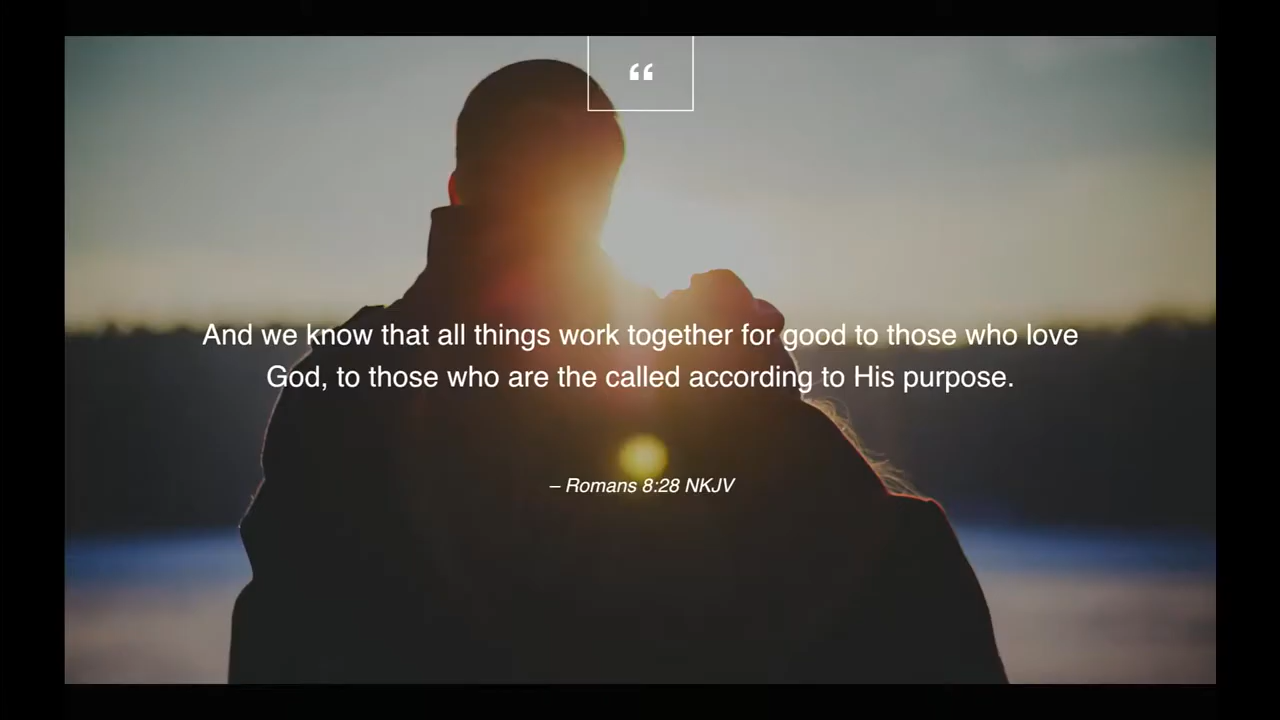 “
And we know that all things work together for good to those who love
God, to those who are the called according to His purpose.
– Romans 8:28 NKJV